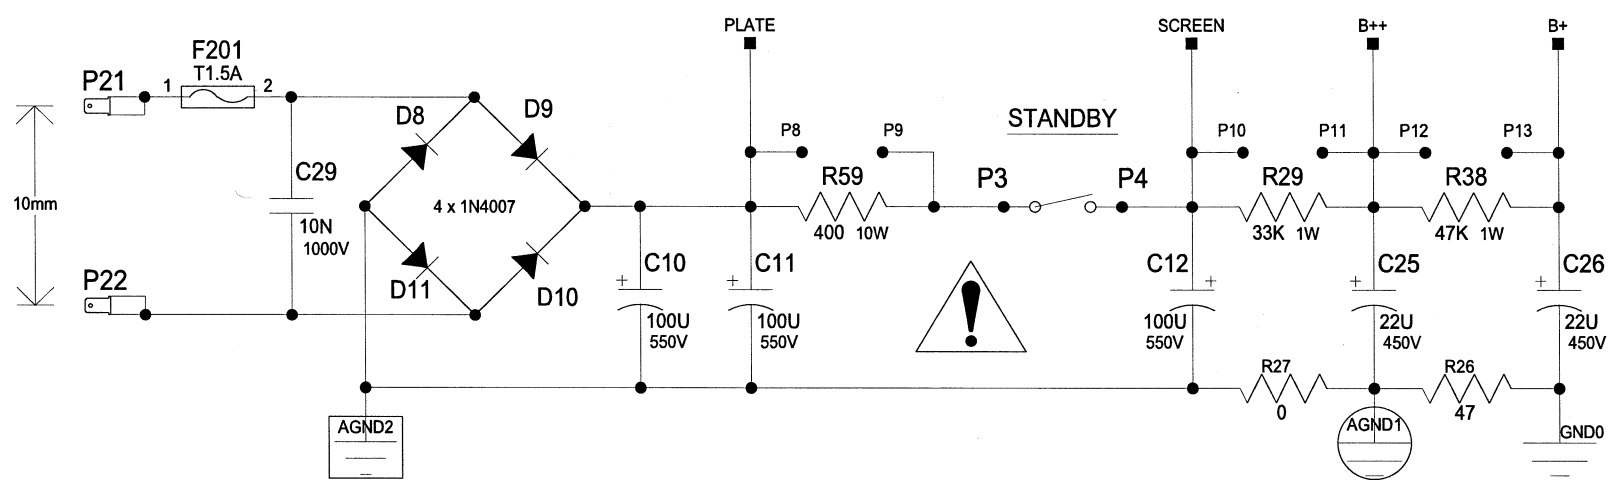 PLATE
SCREEN
B++
B+
F201
T1.5A
P21
1
2
D8
D9
STANDBY
P8
P9
P10
P11
P12
P13
C29
10N
1000V
10mm
4 x 1N4007
R59
400 10W
P3
P4
R29
33K 1W
R38
47K 1W
P22
D11
D10
+
C10
100U
550V
+
C11
100U
550V
!
C12
+
100U
550V
+
C25
22U
450V
+
C26
22U
450V
R27
0
R26
47
AGND2
AGND1
GND0